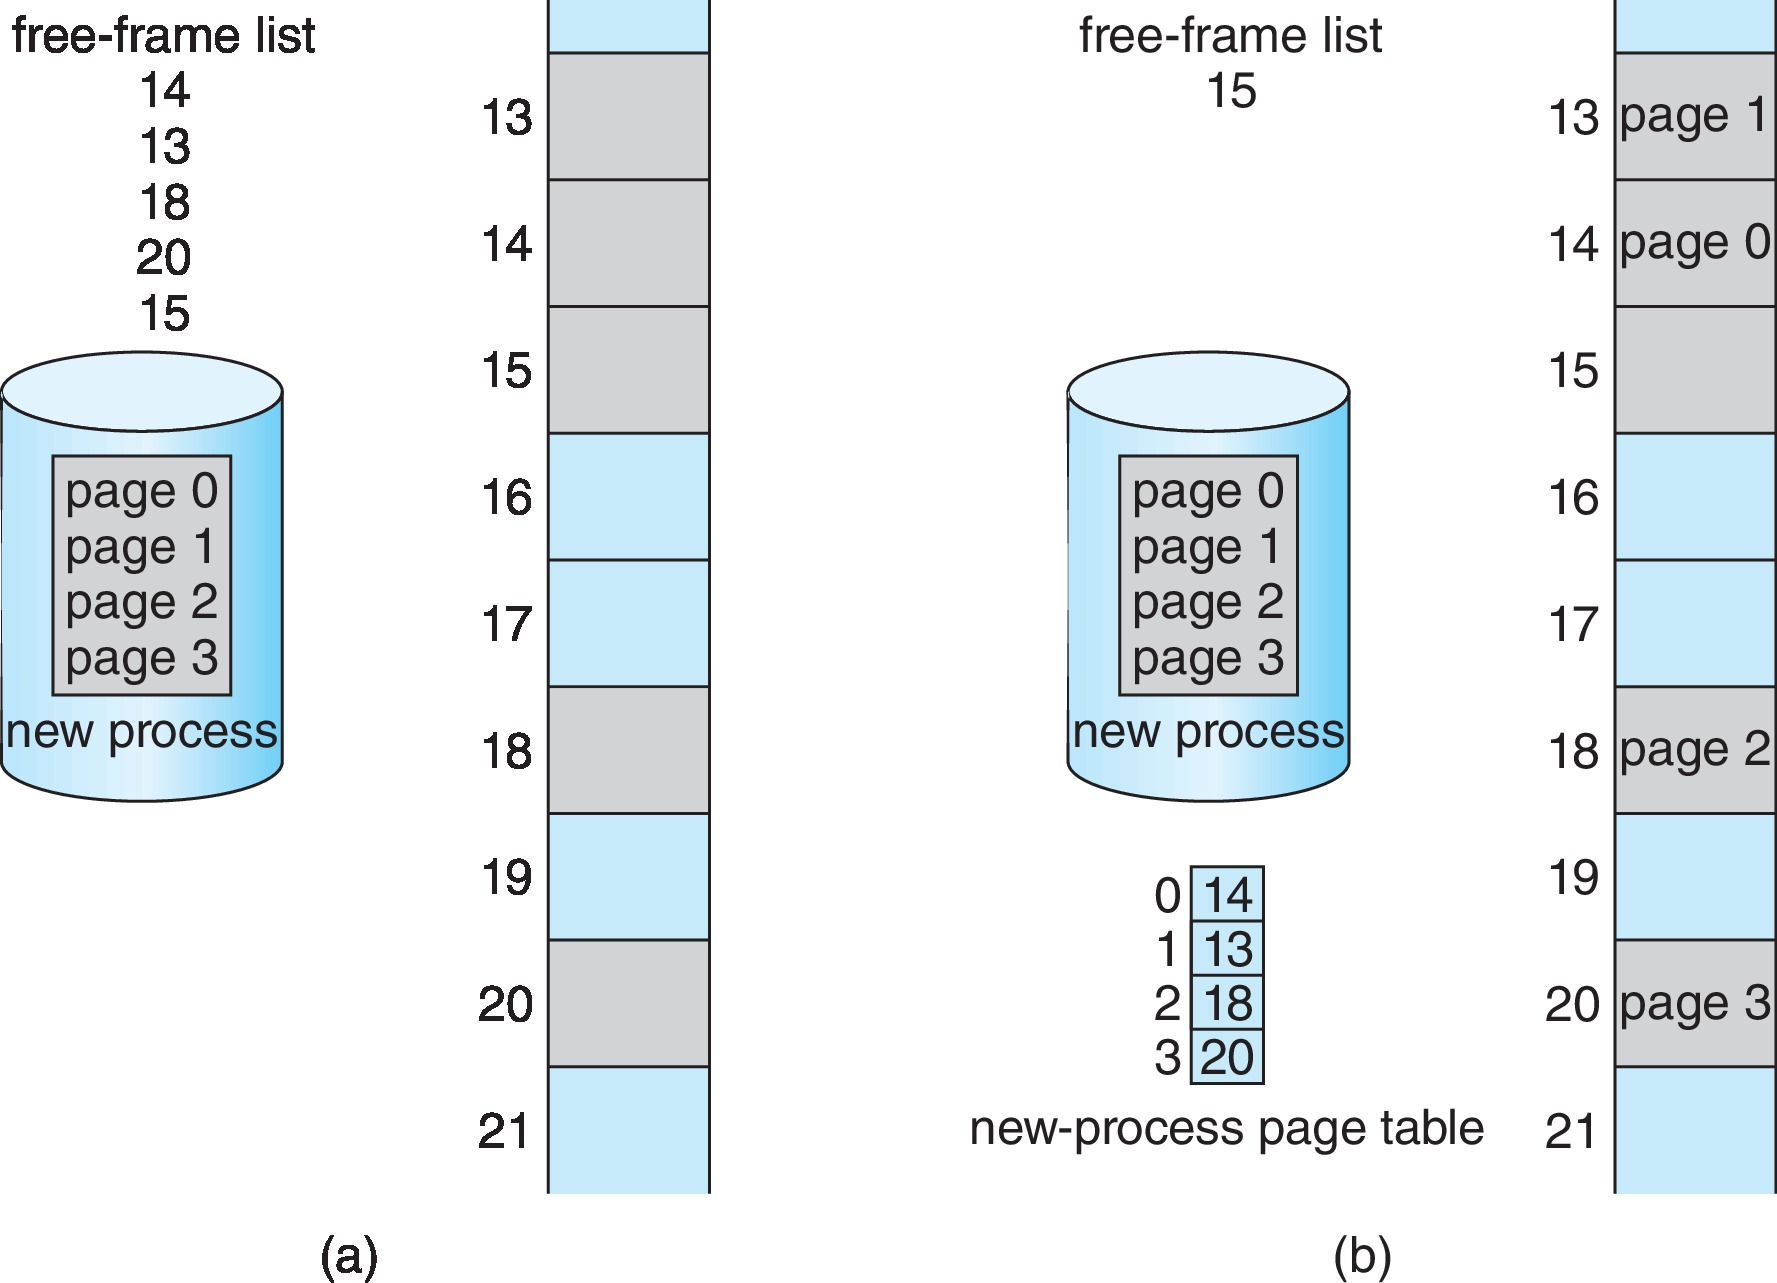 free-frame list
14
13
18
20
15
page 0
page 1
page 2
page 3
new process
13
14
15
16
17
18
19
20
21
(a)
free-frame list
15
page 0
page 1
page 2
page 3
new process
0 14
1 13
2 18
3 20
new-process page table
13 page 1
14 page 0
15
16
17
18 page 2
19
20 page 3
21
(b)